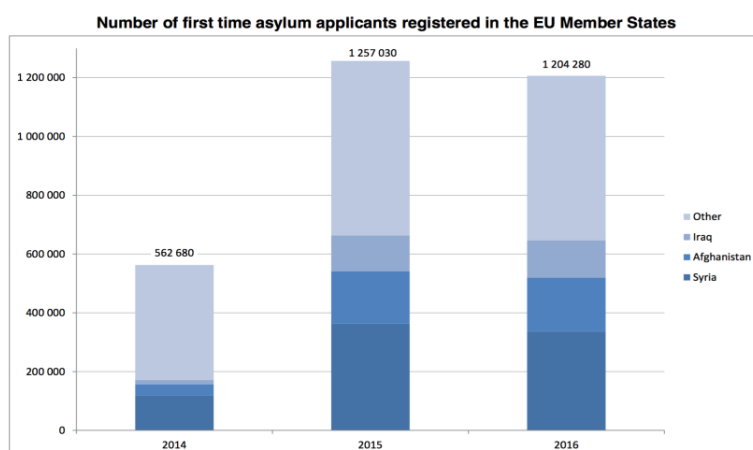 Number of first time asylum applicants registered in the EU Member States
1 257 030
1 204 280
1 200 000
1 000 000
800 000
600 000
562 680
400 000
200 000
0
Other
Iraq
Afghanistan
Syria
2014
2015
2016